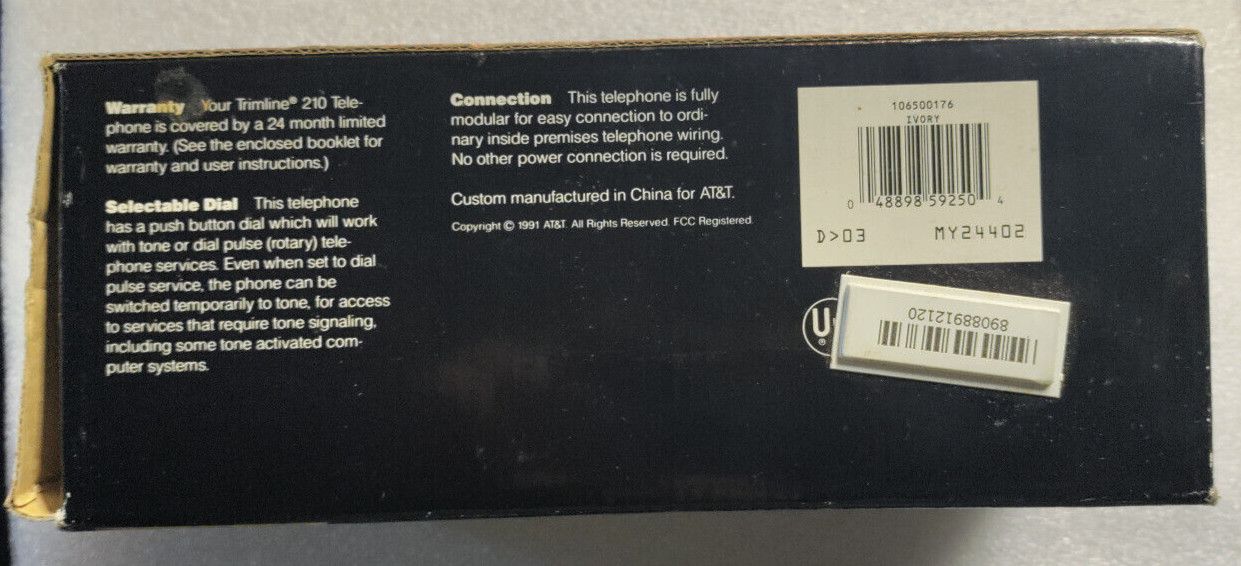 Warranty Your Trimline® 210 Tele-
phone is covered by a 24 month limited
warranty. (See the enclosed booklet for
warranty and user instructions.)
Selectable Dial This telephone
has a push button dial which will work
with tone or dial pulse (rotary) tele-
phone services. Even when set to dial
pulse service, the phone can be
switched temporarily to tone, for access
to services that require tone signaling,
including some tone activated com-
puter systems.
Connection This telephone is fully
modular for easy connection to ordi-
nary inside premises telephone wiring.
No other power connection is required.
Custom manufactured in China for AT&T.
Copyright © 1991 AT&T. All Rights Reserved. FCC Registered.
106500176
IVORY
0 48898 59250 4
D>03 MY24402
U
®
89088912120